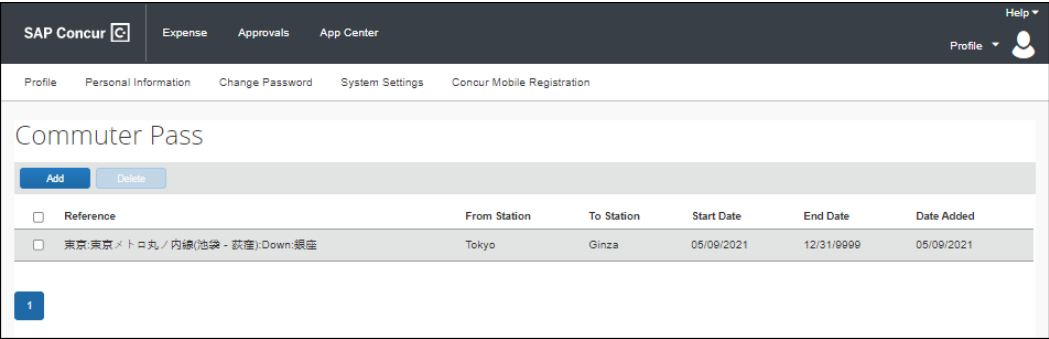 Help
SAP Concur C Expense Approvals App Center
Profile
Profile Personal Information Change Password System Settings Concur Mobile Registration
Commuter Pass
Add Delete
Reference From Station To Station Start Date End Date Date Added
東京:東京メトロ丸ノ内線(池袋 - 荻窪):Down:銀座 Tokyo Ginza 05/09/2021 12/31/9999 05/09/2021
1